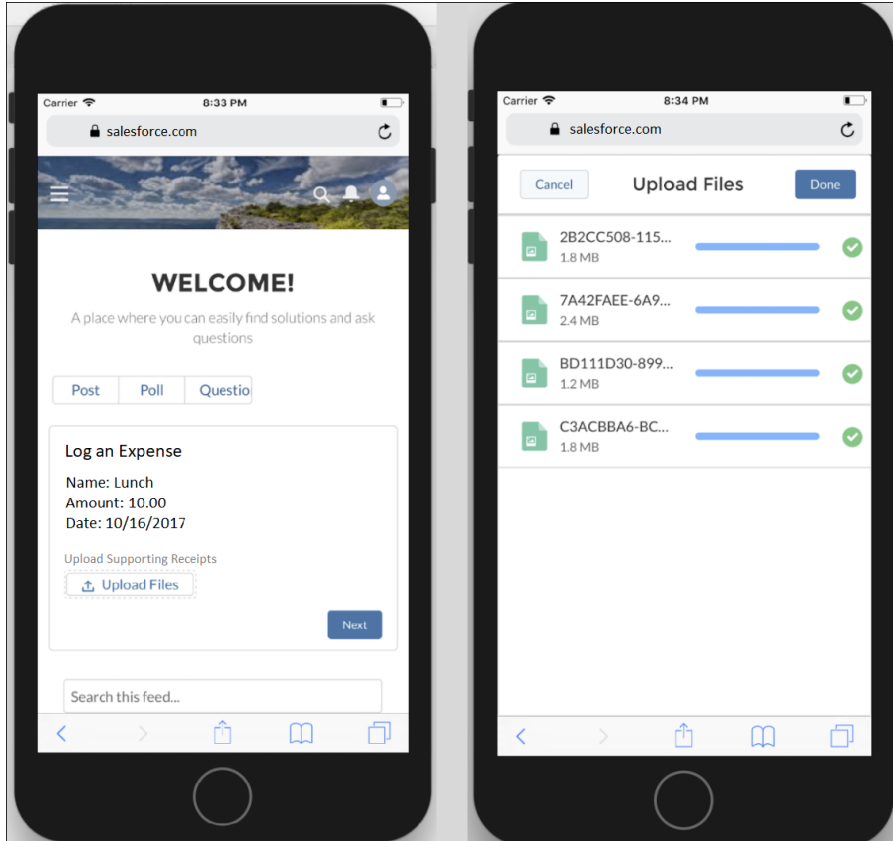 Carrier
8:33 PM
salesforce.com
WELCOME!
A place where you can easily find solutions and ask
questions
Post Poll Questio
Log an Expense
Name: Lunch
Amount: 10.00
Date: 10/16/2017
Upload Supporting Receipts
Upload Files
Next
Search this feed...
Carrier
8:34 PM
salesforce.com
Cancel Upload Files Done
2B2CC508-115...
1.8 MB
7A42FAEE-6A9...
2.4 MB
BD111D30-899...
1.2 MB
C3ACBBA6-BC...
1.8 MB